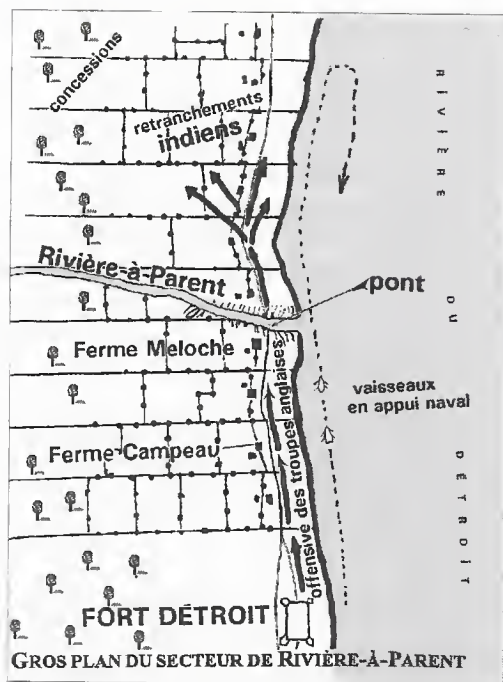 concessions
retranchements
indiens
Rivière-à-Parent
pont
Ferme Meloche
vaisseaux
en appui naval
Ferme Campeau
offensive des troupes anglaises
RIVIÈRE
DU
DÉTROIT
FORT DÉTROIT
GROS PLAN DU SECTEUR DE RIVIÈRE-À-PARENT